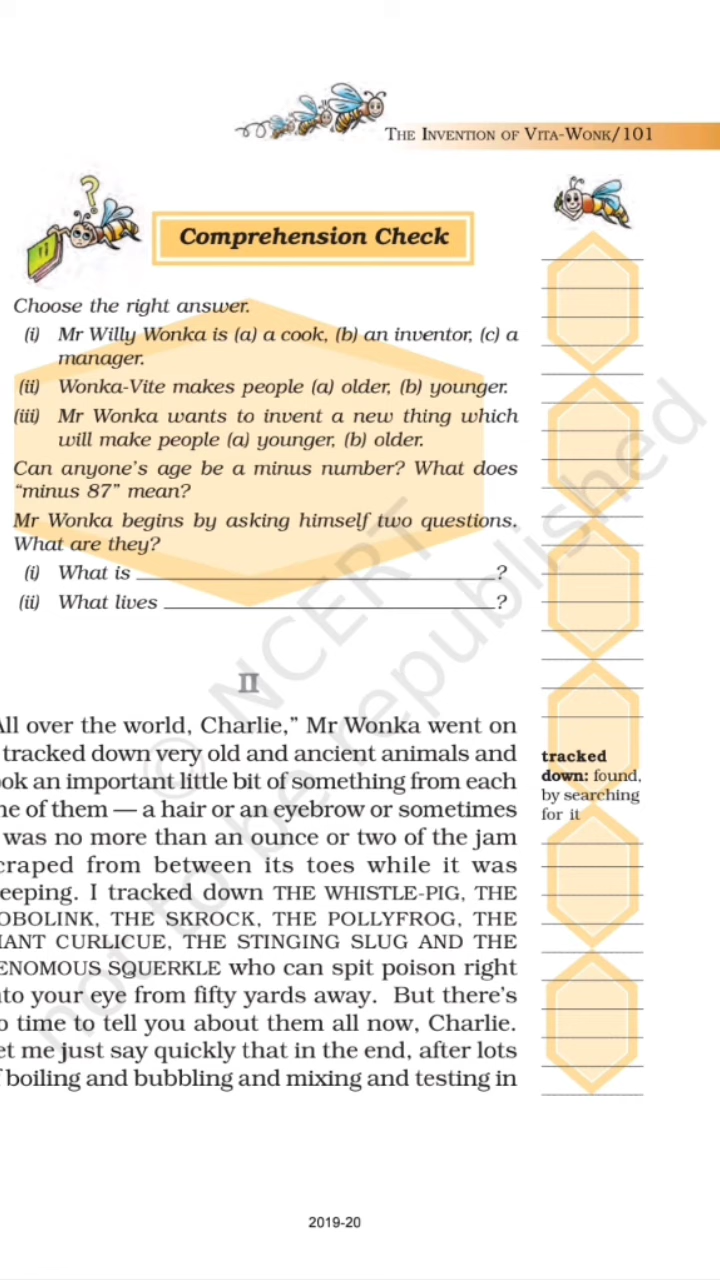 THE INVENTION OF VITA-WONK/101
?
Comprehension Check
Choose the right answer.
(i) Mr Willy Wonka is (a) a cook, (b) an inventor, (c) a
manager.
(ii) Wonka-Vite makes people (a) older, (b) younger.
(iii) Mr Wonka wants to invent a new thing which
will make people (a) younger, (b) older.
Can anyone's age be a minus number? What does
“minus 87” mean?
Mr Wonka begins by asking himself two questions.
What are they?
(i) What is ?
(ii) What lives ?
II
All over the world, Charlie,” Mr Wonka went on
tracked down very old and ancient animals and
ok an important little bit of something from each
ne of them — a hair or an eyebrow or sometimes
was no more than an ounce or two of the jam
craped from between its toes while it was
eeping. I tracked down THE WHISTLE-PIG, THE
OBOLINK, THE SKROCK, THE POLLYFROG, THE
IANT CURLICUE, THE STINGING SLUG AND THE
ENOMOUS SQUERKLE who can spit poison right
to your eye from fifty yards away. But there's
o time to tell you about them all now, Charlie.
et me just say quickly that in the end, after lots
f boiling and bubbling and mixing and testing in
tracked
down: found,
by searching
for it
© NCERT
not to be republished
2019-20